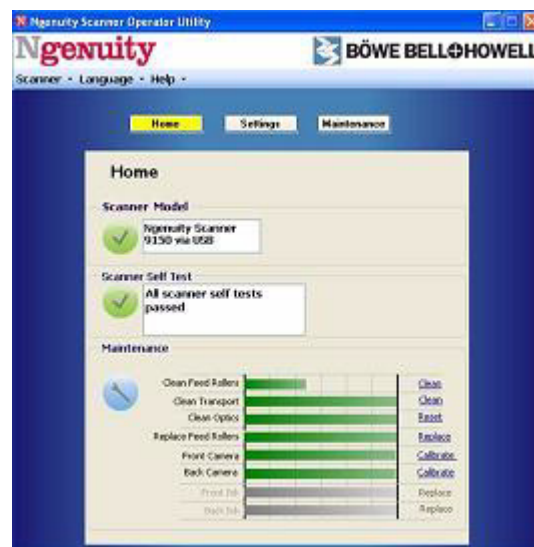 Ngenuity Scanner Operator Utility
Ngenuity
BÖWE BELL+HOWELL
Scanner - Language - Help -
Home Settings Maintenance
Home
Scanner Model
Ngenuity Scanner
9150 via USB
Scanner Self Test
All scanner self tests
passed
Maintenance
Clean Feed Rollers Clean
Clean Transport Clean
Clean Optics Reset
Replace Feed Rollers Replace
Front Camera Calibrate
Back Camera Calibrate
Front Ink Replace
Back Ink Replace